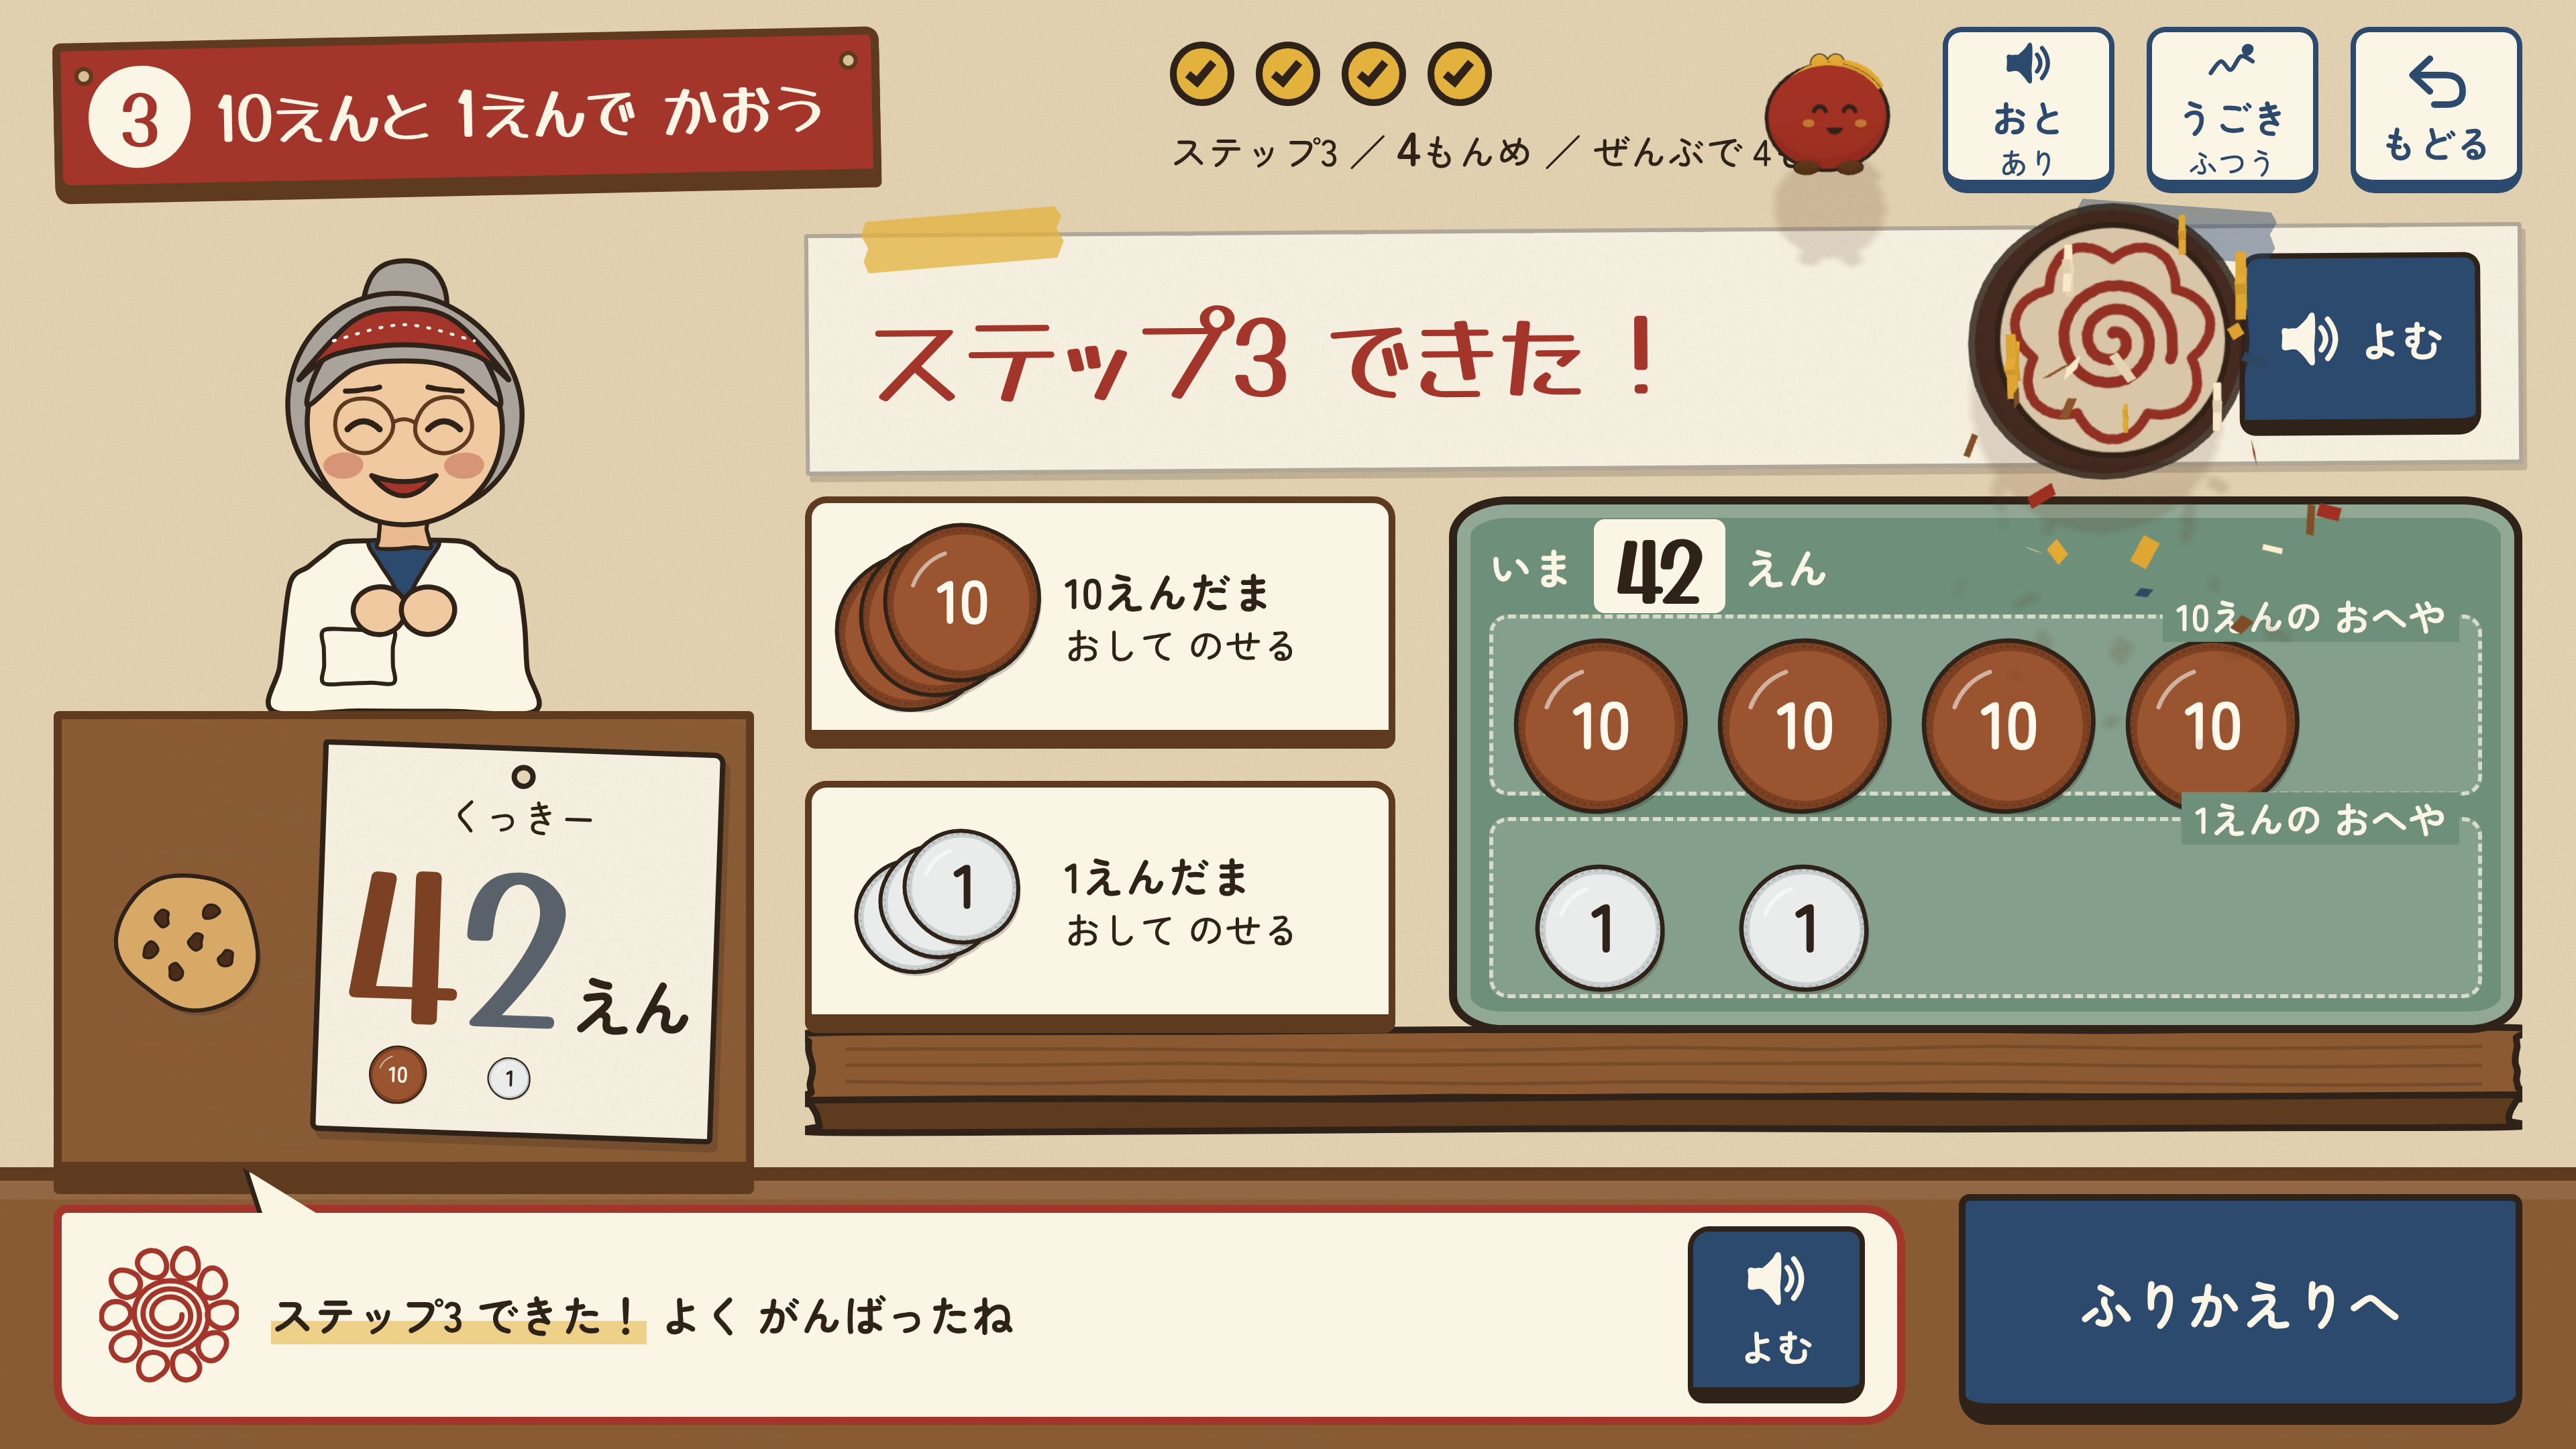 3 10えんと 1えんで かおう
ステップ3 ／ 4もんめ ／ ぜんぶで 4
おと
あり
うごき
ふつう
もどる
ステップ3 できた！
よむ
くっきー
42えん
10
1
10
10えんだま
おして のせる
1
1えんだま
おして のせる
いま 42 えん
10えんの おへや
10 10 10 10
1えんの おへや
1 1
ステップ3 できた！ よく がんばったね
よむ
ふりかえりへ